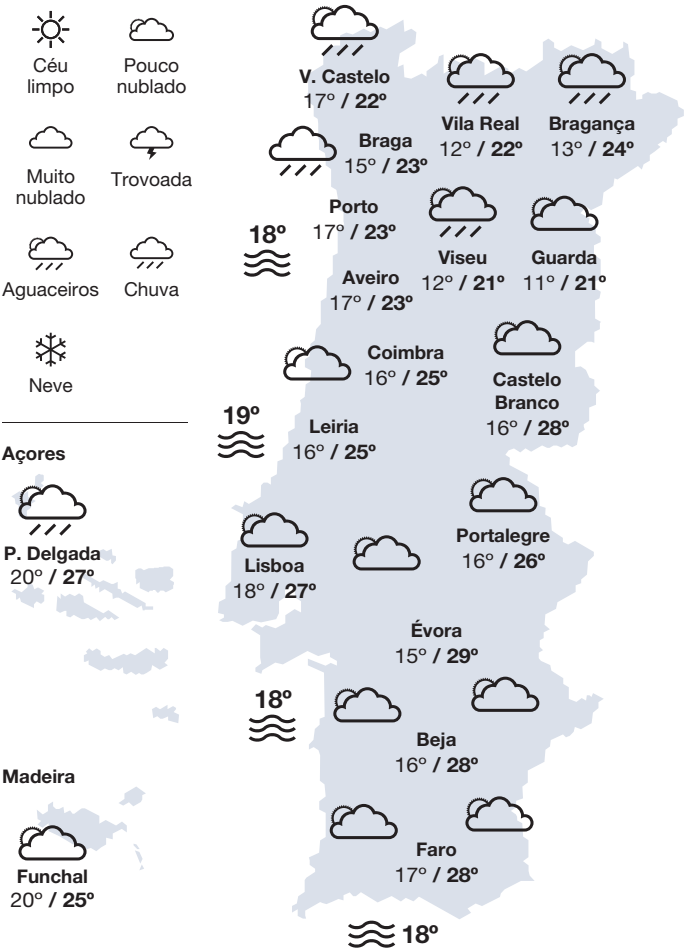 Céu
limpo
Pouco
nublado
Muito
nublado
Trovoada
Aguaceiros
Chuva
Neve
V. Castelo
17º / 22º
Vila Real
12º / 22º
Bragança
13º / 24º
Braga
15º / 23º
Porto
17º / 23º
18º
Viseu
12º / 21º
Guarda
11º / 21º
Aveiro
17º / 23º
Coimbra
16º / 25º
Castelo
Branco
16º / 28º
19º
Leiria
16º / 25º
Portalegre
16º / 26º
Lisboa
18º / 27º
Évora
15º / 29º
18º
Beja
16º / 28º
Faro
17º / 28º
18º
Açores
P. Delgada
20º / 27º
Madeira
Funchal
20º / 25º